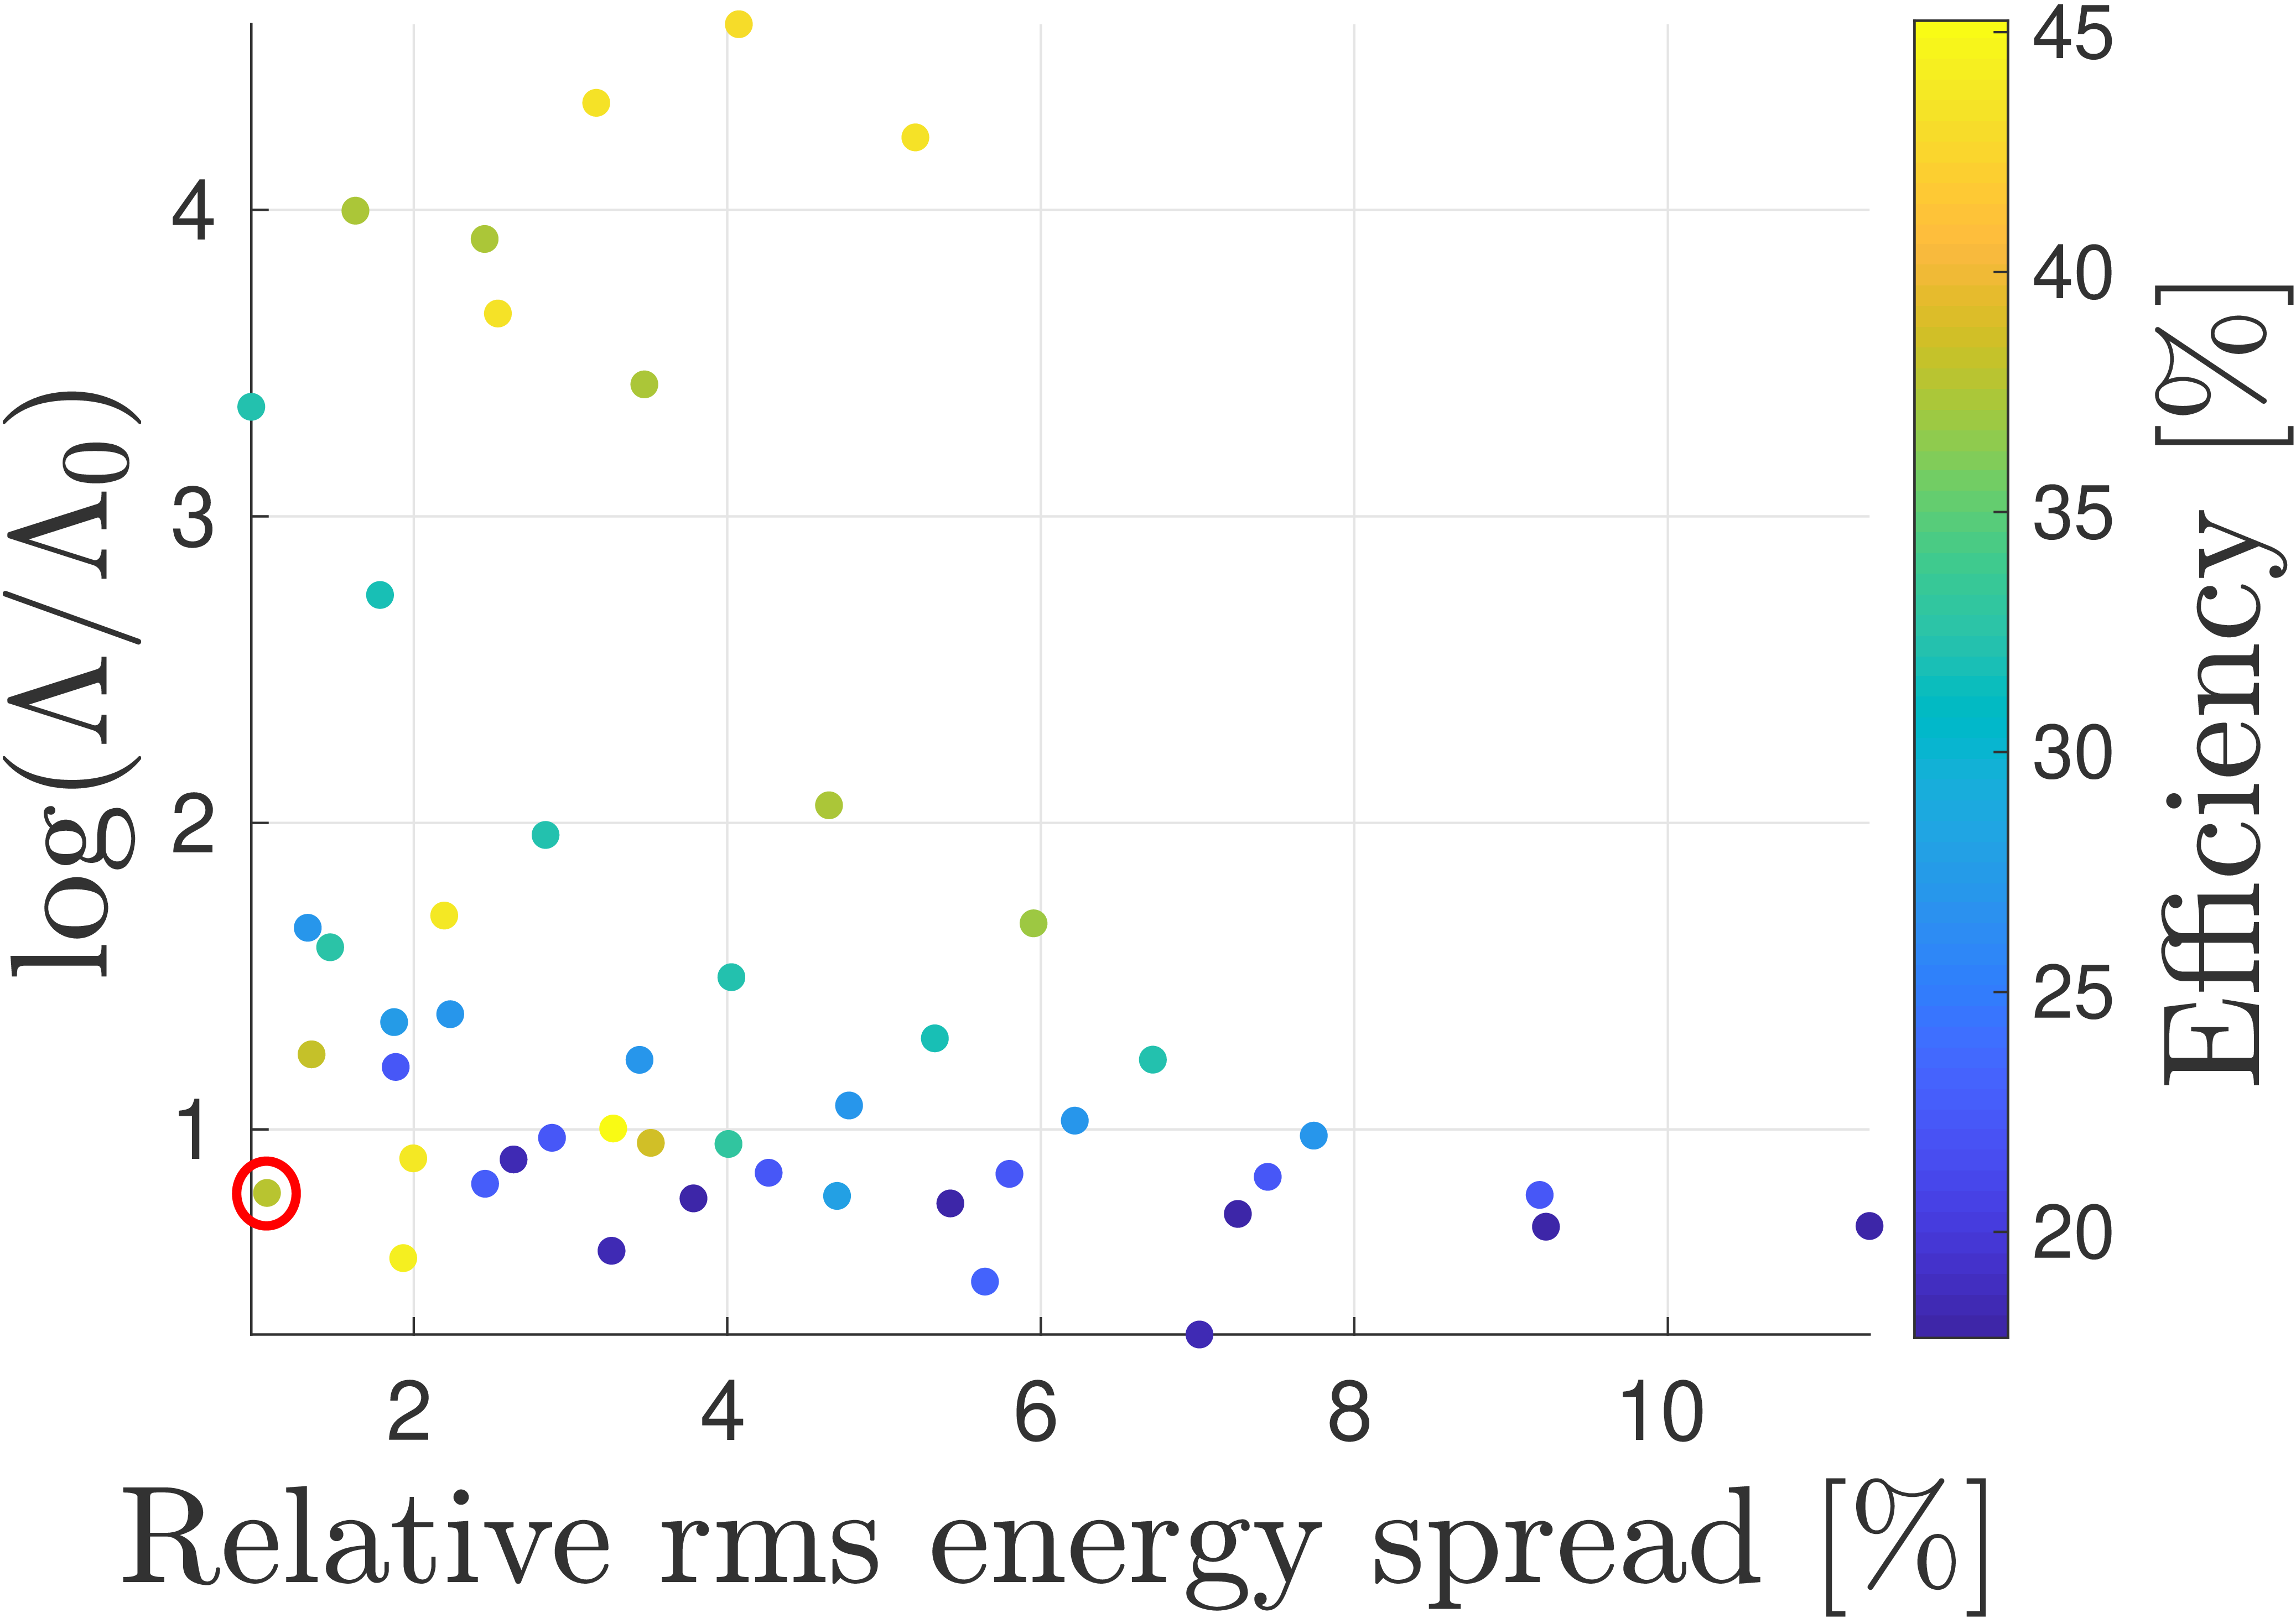 log(Λ/Λ₀)
4
3
2
1
2 4 6 8 10
Relative rms energy spread [%]
45
40
35
30
25
20
Efficiency [%]